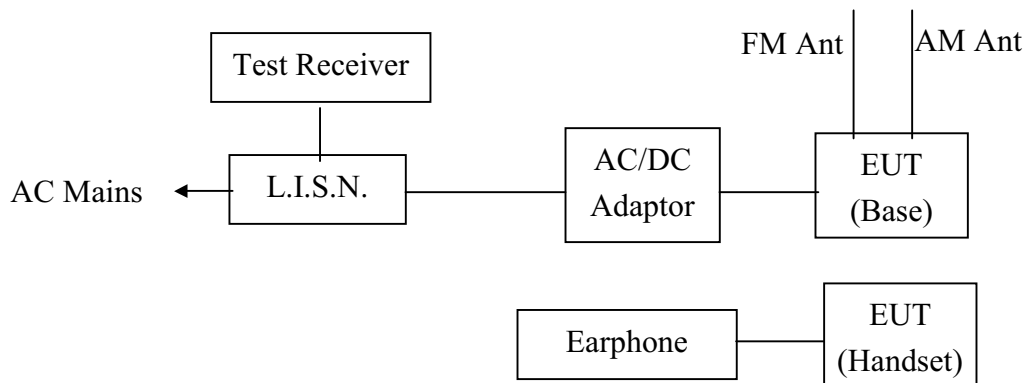 FM Ant
AM Ant
Test Receiver
AC Mains
L.I.S.N.
AC/DC
Adaptor
EUT
(Base)
Earphone
EUT
(Handset)